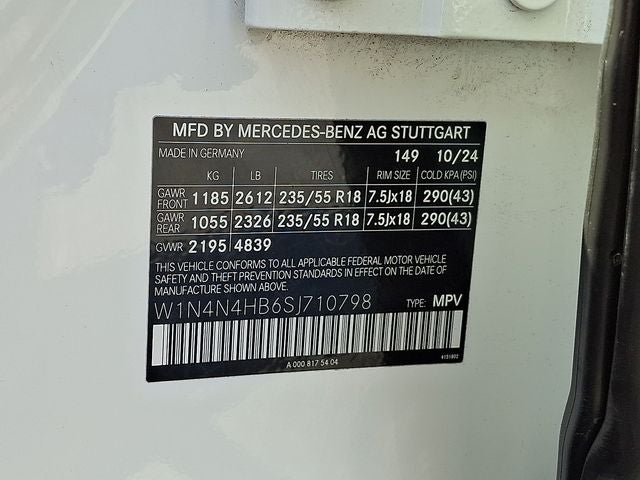 MFD BY MERCEDES-BENZ AG STUTTGART
MADE IN GERMANY 149 10/24
KG LB TIRES RIM SIZE COLD KPA (PSI)
GAWR FRONT 1185 2612 235/55 R18 7.5Jx18 290(43)
GAWR REAR 1055 2326 235/55 R18 7.5Jx18 290(43)
GVWR 2195 4839
THIS VEHICLE CONFORMS TO ALL APPLICABLE FEDERAL MOTOR VEHICLE
SAFETY AND THEFT PREVENTION STANDARDS IN EFFECT ON THE DATE OF
MANUFACTURE SHOWN ABOVE.
W1N4N4HB6SJ710798 TYPE: MPV
A 000 817 54 04